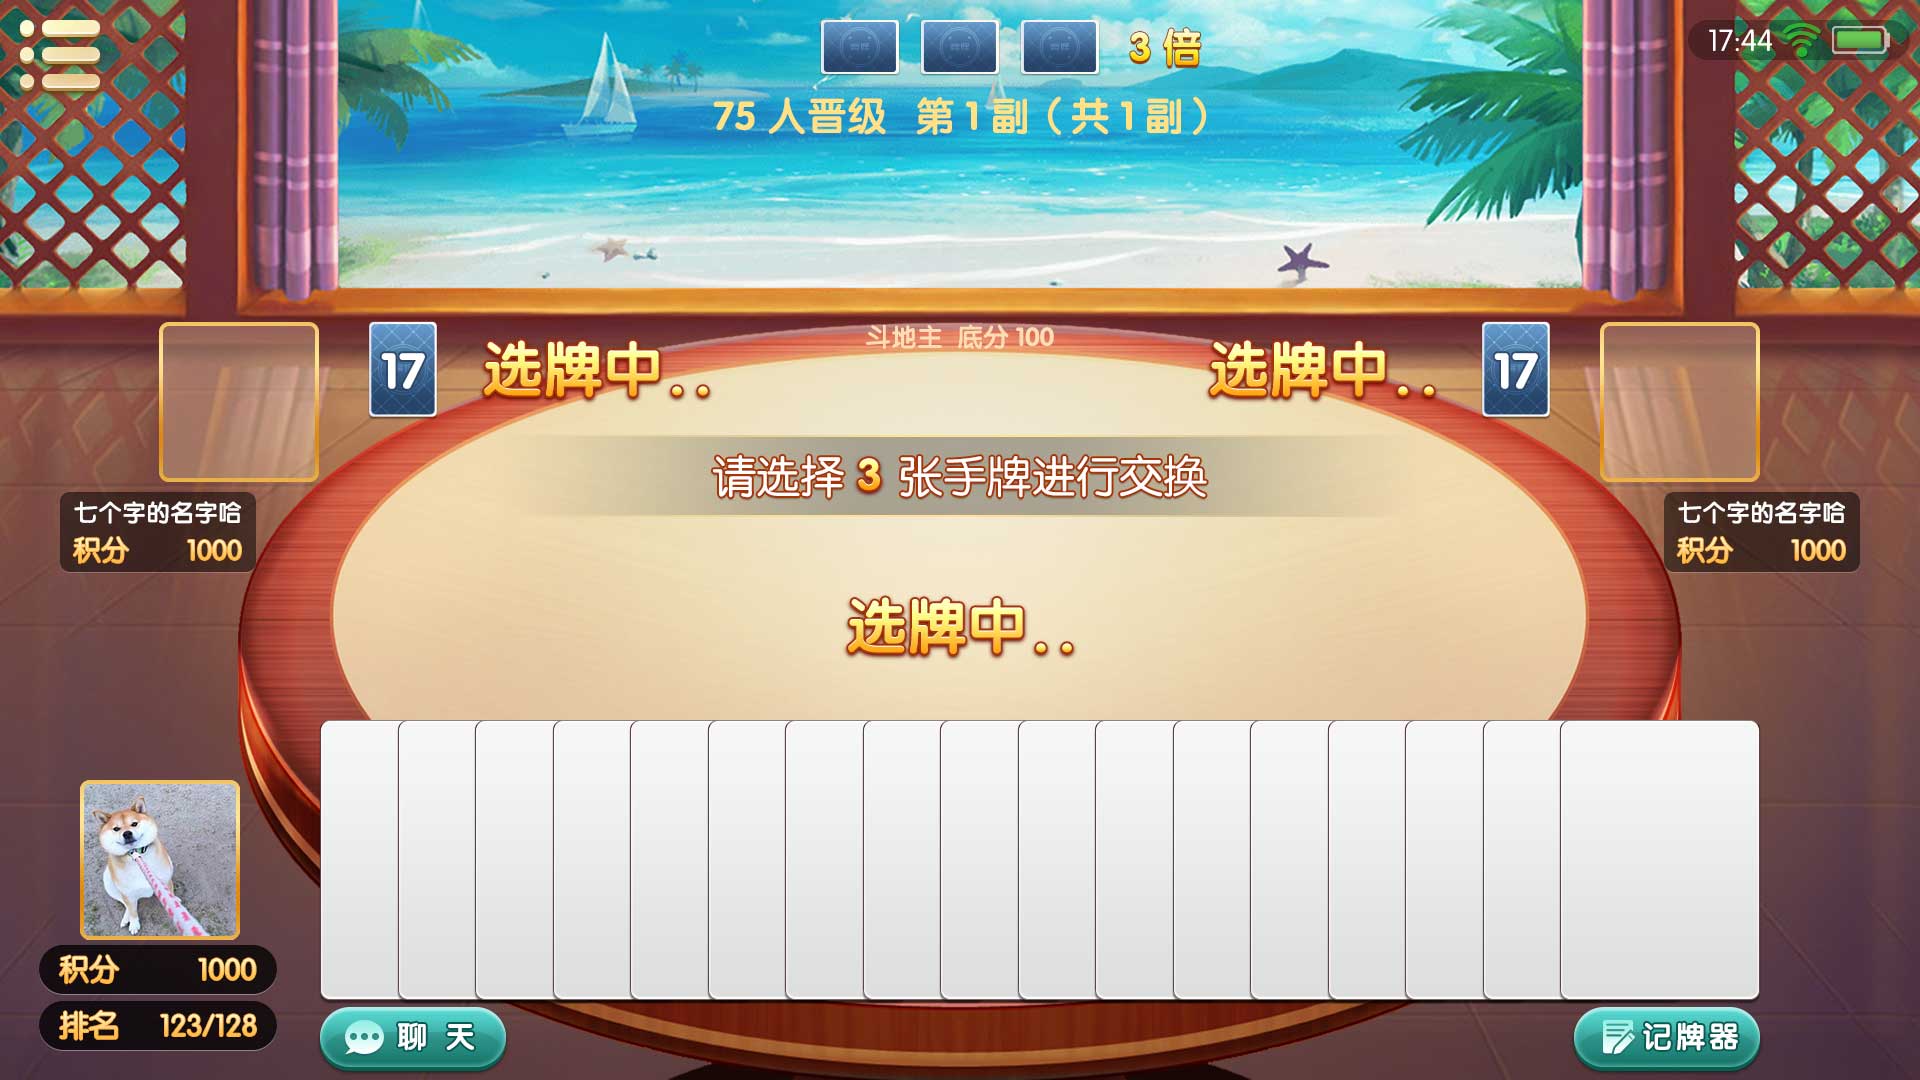 3 倍
17:44
75 人晋级 第1副（共1副）
斗地主 底分 100
17
选牌中..
选牌中..
17
请选择 3 张手牌进行交换
七个字的名字哈
积分 1000
七个字的名字哈
积分 1000
选牌中..
积分 1000
排名 123/128
聊 天
记牌器